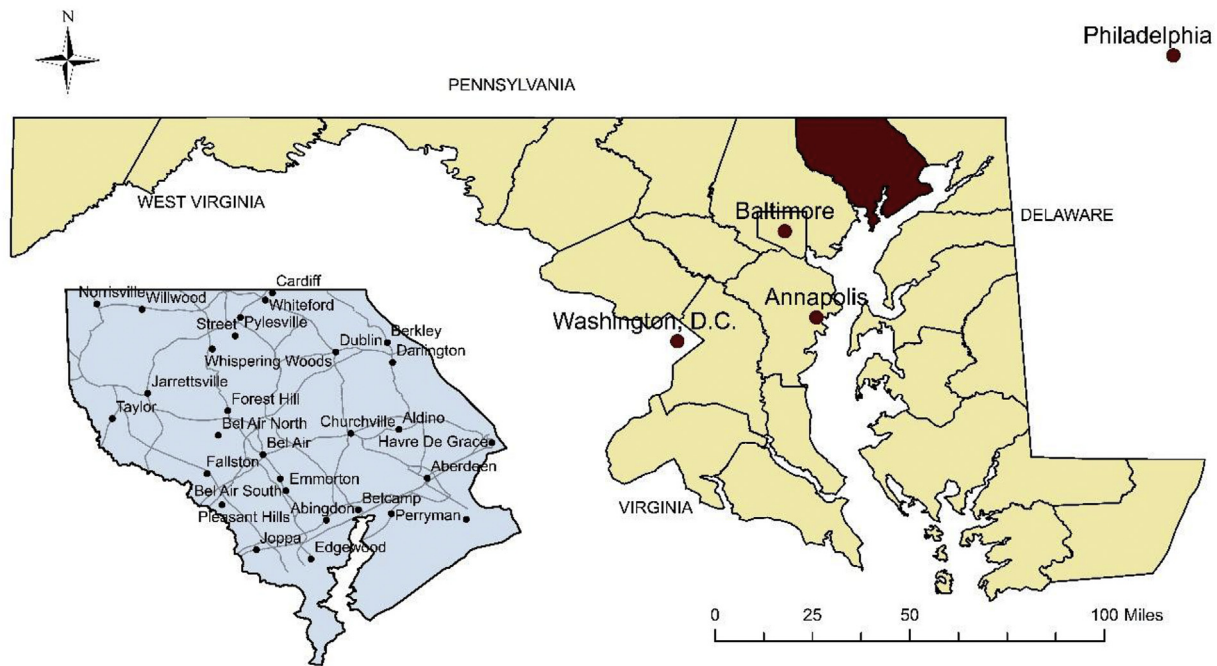 N
Philadelphia
PENNSYLVANIA
WEST VIRGINIA
DELAWARE
Baltimore
Annapolis
Washington, D.C.
VIRGINIA
Cardiff
Norrisville
Willwood
Whiteford
Street
Pylesville
Berkley
Dublin
Whispering Woods
Darlington
Jarrettsville
Taylor
Forest Hill
Bel Air North
Churchville
Aldino
Bel Air
Havre De Grace
Fallston
Aberdeen
Emmorton
Bel Air South
Belcamp
Abingdon
Pleasant Hills
Perryman
Joppa
Edgewood
0 25 50 100 Miles